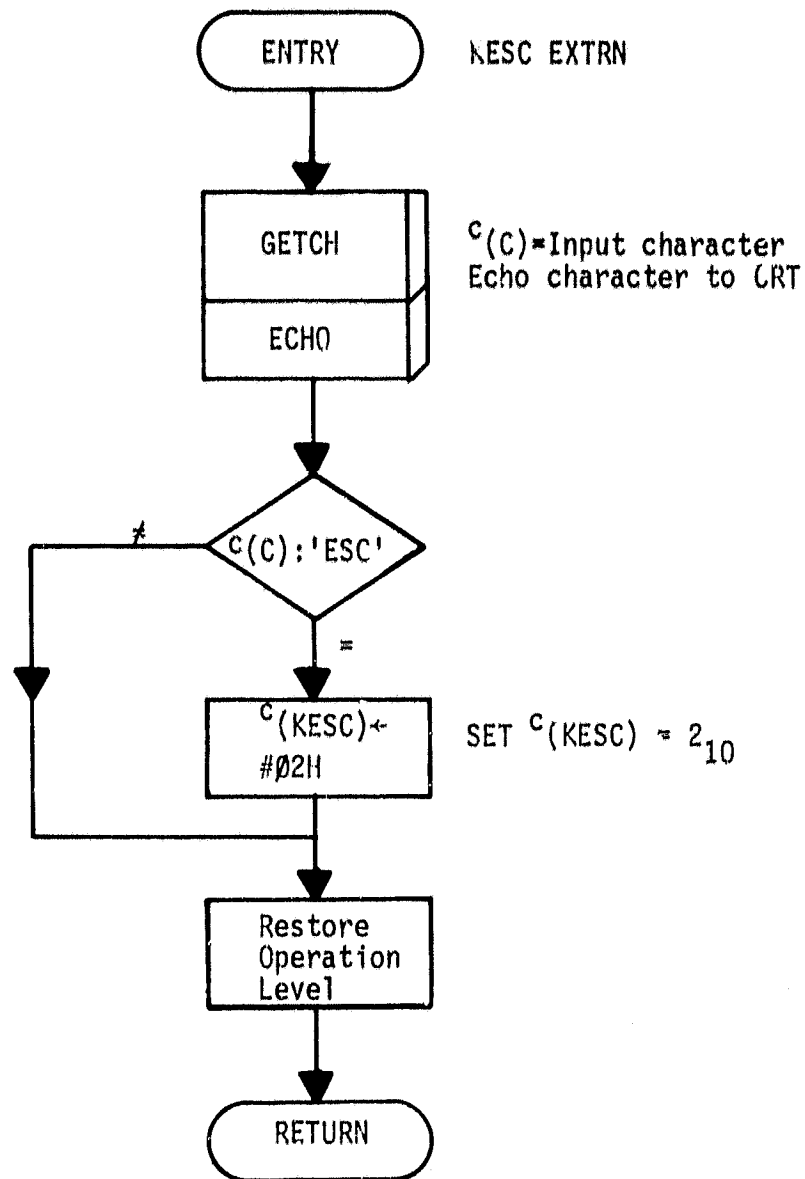 ENTRY
KESC EXTRN
GETCH
c(C)=Input character
Echo character to CRT
ECHO
≠
c(C):'ESC'
=
c(KESC)←
#Ø2H
SET c(KESC) = 2₁₀
Restore
Operation
Level
RETURN